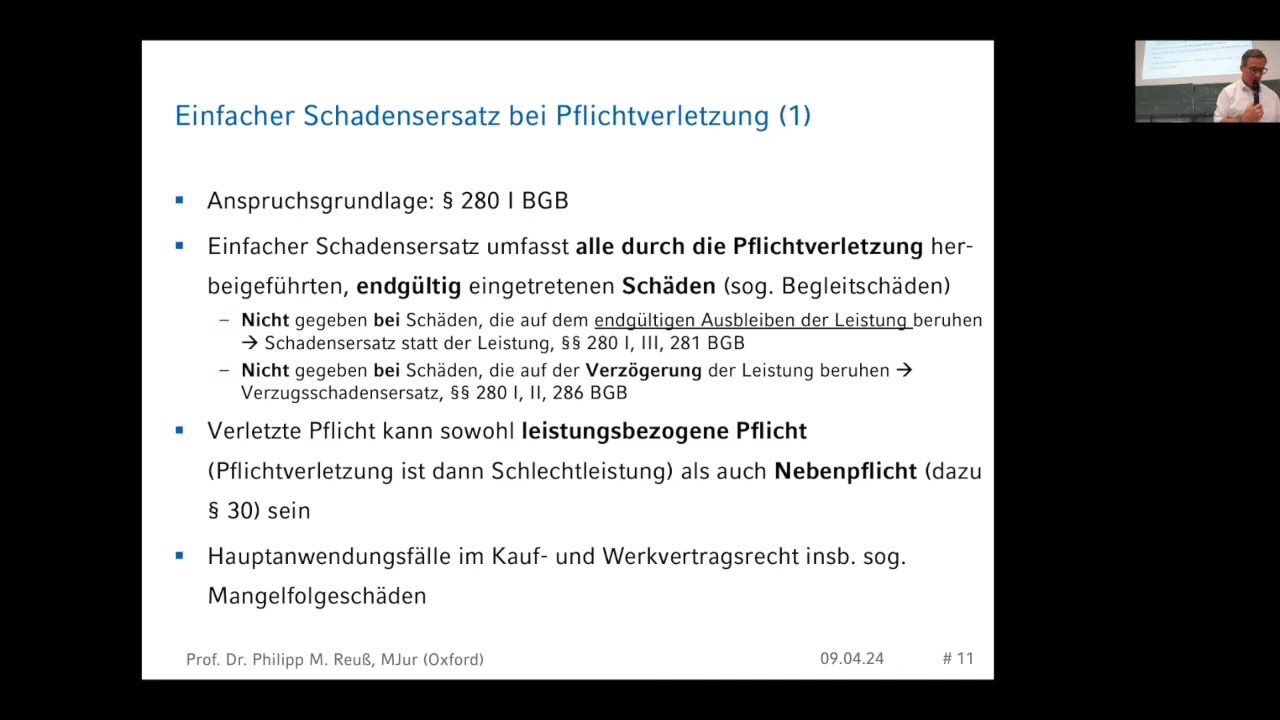 Einfacher Schadensersatz bei Pflichtverletzung (1)
▪ Anspruchsgrundlage: § 280 I BGB
▪ Einfacher Schadensersatz umfasst alle durch die Pflichtverletzung her-
beigeführten, endgültig eingetretenen Schäden (sog. Begleitschäden)
– Nicht gegeben bei Schäden, die auf dem endgültigen Ausbleiben der Leistung beruhen
→ Schadensersatz statt der Leistung, §§ 280 I, III, 281 BGB
– Nicht gegeben bei Schäden, die auf der Verzögerung der Leistung beruhen →
Verzugsschadensersatz, §§ 280 I, II, 286 BGB
▪ Verletzte Pflicht kann sowohl leistungsbezogene Pflicht
(Pflichtverletzung ist dann Schlechtleistung) als auch Nebenpflicht (dazu
§ 30) sein
▪ Hauptanwendungsfälle im Kauf- und Werkvertragsrecht insb. sog.
Mangelfolgeschäden
Prof. Dr. Philipp M. Reuß, MJur (Oxford) 09.04.24 # 11